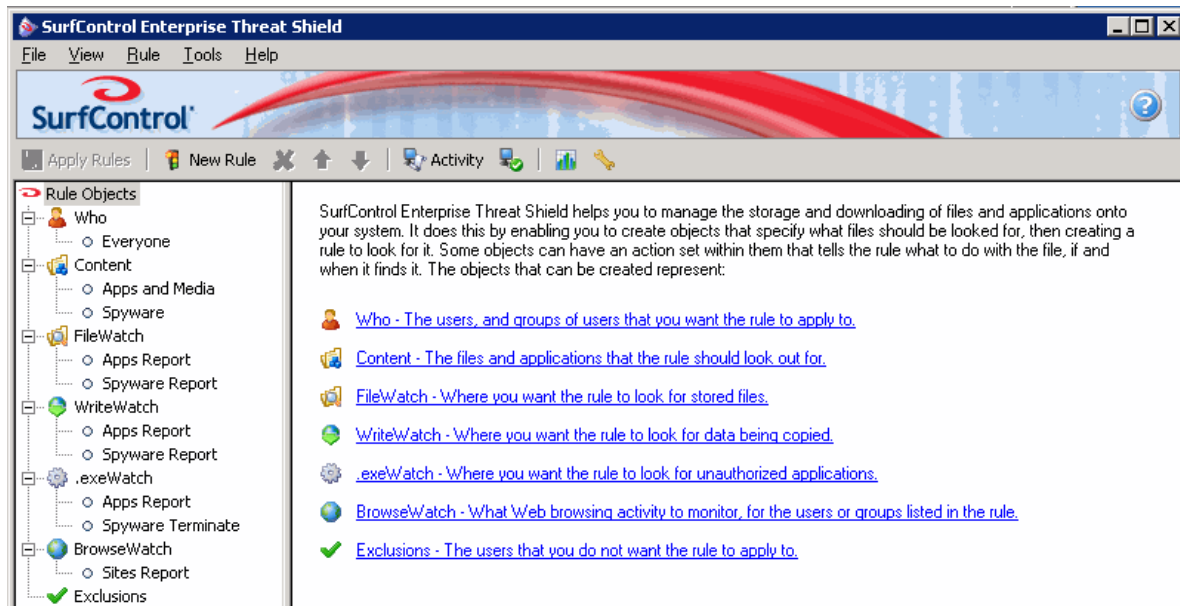 SurfControl Enterprise Threat Shield
File View Rule Tools Help
SurfControl
Apply Rules New Rule Activity
Rule Objects
Who
Everyone
Content
Apps and Media
Spyware
FileWatch
Apps Report
Spyware Report
WriteWatch
Apps Report
Spyware Report
.exeWatch
Apps Report
Spyware Terminate
BrowseWatch
Sites Report
Exclusions
SurfControl Enterprise Threat Shield helps you to manage the storage and downloading of files and applications onto
your system. It does this by enabling you to create objects that specify what files should be looked for, then creating a
rule to look for it. Some objects can have an action set within them that tells the rule what to do with the file, if and
when it finds it. The objects that can be created represent:
Who - The users, and groups of users that you want the rule to apply to.
Content - The files and applications that the rule should look out for.
FileWatch - Where you want the rule to look for stored files.
WriteWatch - Where you want the rule to look for data being copied.
.exeWatch - Where you want the rule to look for unauthorized applications.
BrowseWatch - What Web browsing activity to monitor, for the users or groups listed in the rule.
Exclusions - The users that you do not want the rule to apply to.